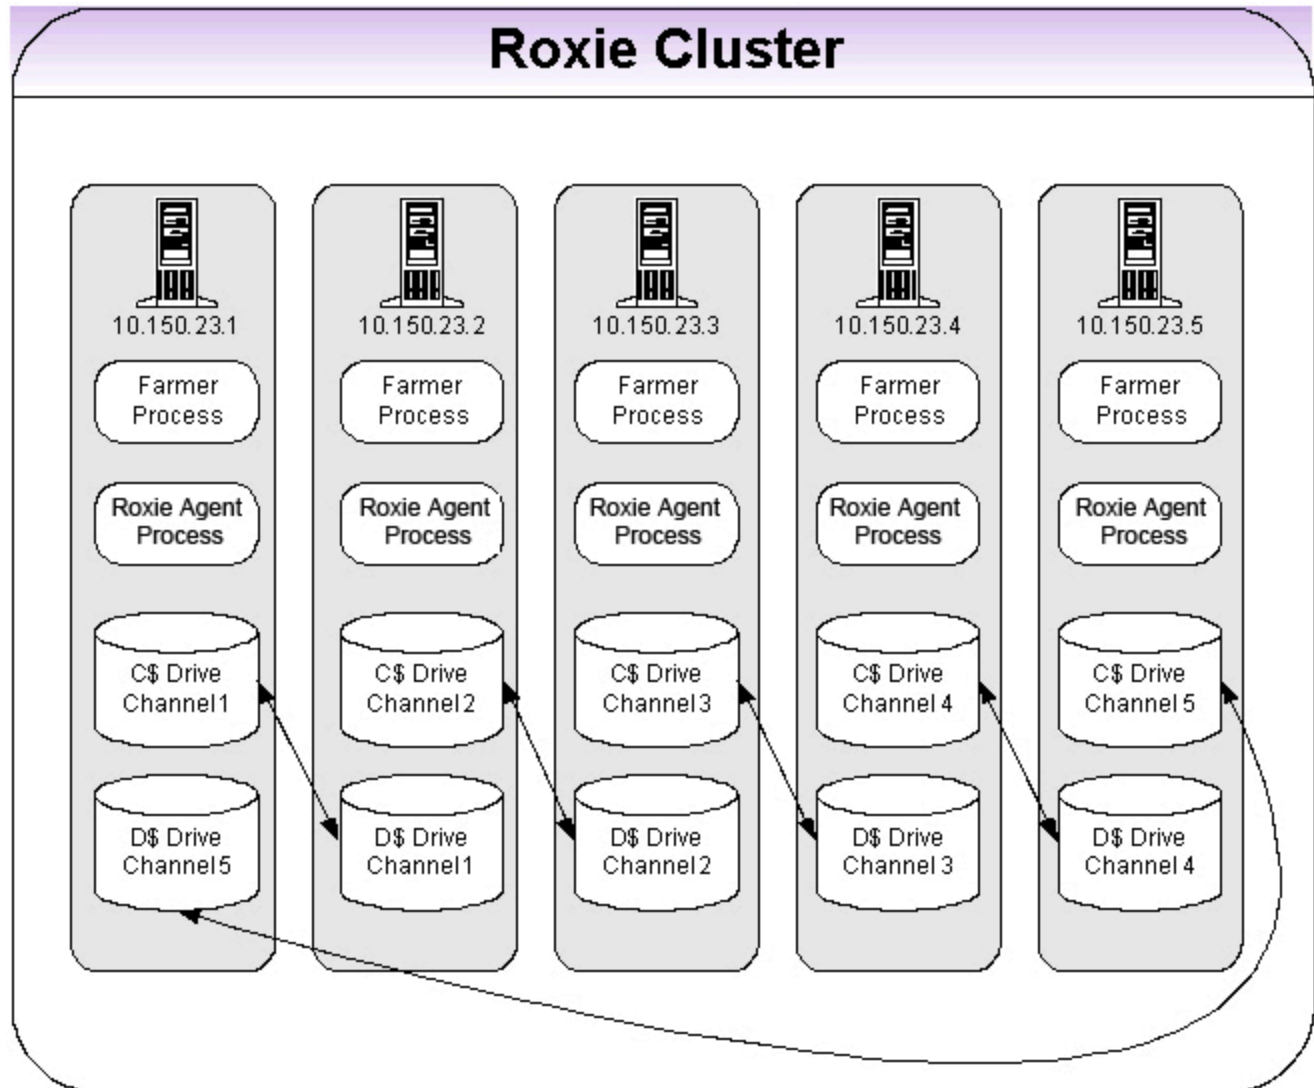 Roxie Cluster
10.150.23.1
Farmer
Process
Roxie Agent
Process
C$ Drive
Channel 1
D$ Drive
Channel 5
10.150.23.2
Farmer
Process
Roxie Agent
Process
C$ Drive
Channel 2
D$ Drive
Channel 1
10.150.23.3
Farmer
Process
Roxie Agent
Process
C$ Drive
Channel 3
D$ Drive
Channel 2
10.150.23.4
Farmer
Process
Roxie Agent
Process
C$ Drive
Channel 4
D$ Drive
Channel 3
10.150.23.5
Farmer
Process
Roxie Agent
Process
C$ Drive
Channel 5
D$ Drive
Channel 4